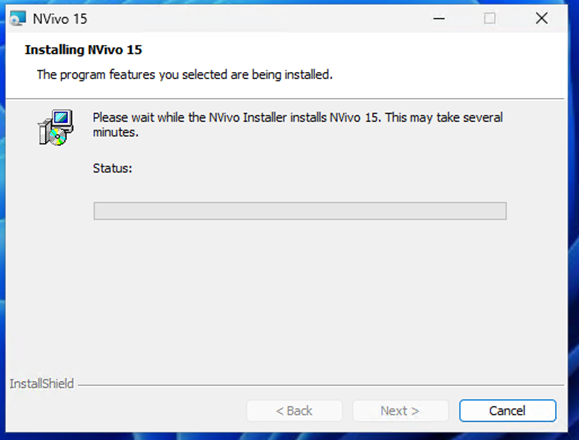 NVivo 15
Installing NVivo 15
The program features you selected are being installed.
Please wait while the NVivo Installer installs NVivo 15. This may take several
minutes.
Status:
InstallShield
< Back
Next >
Cancel